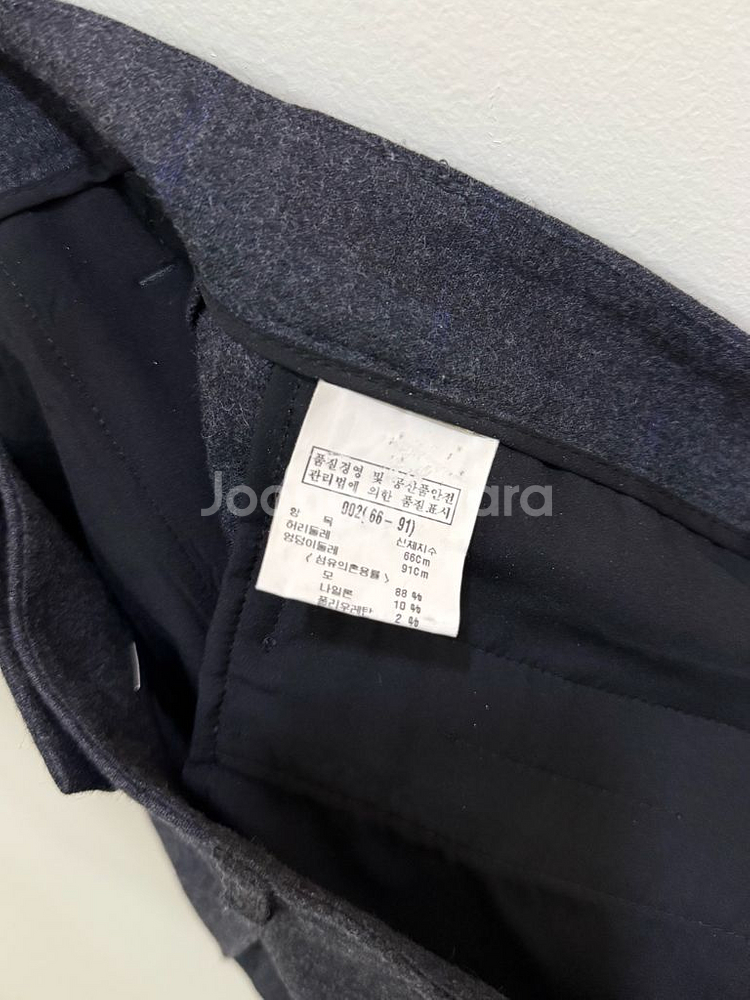 품질경영 및 공산품안전
관리법에 의한 품질표시
002(66-91)
항 목 신체치수
허리둘레 66Cm
엉덩이둘레 91Cm
< 섬유의혼용률 >
모 88 %
나일론 10 %
폴리우레탄 2 %